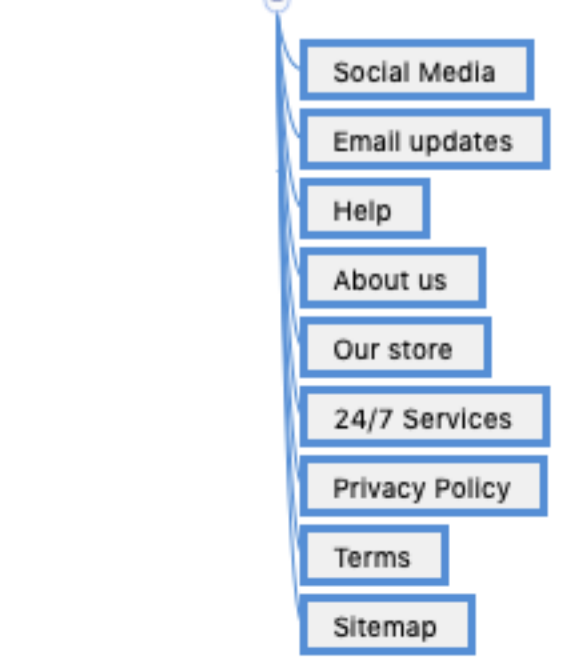 Social Media
Email updates
Help
About us
Our store
24/7 Services
Privacy Policy
Terms
Sitemap